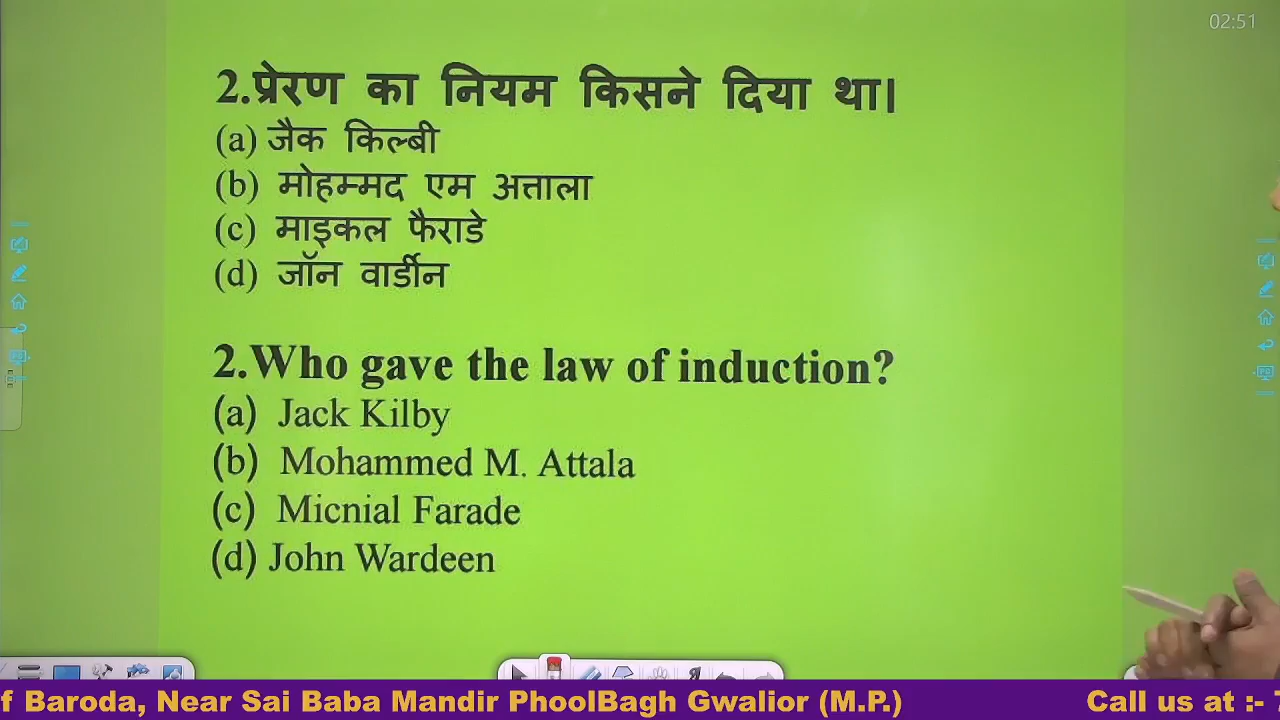 02:51
2.प्रेरण का नियम किसने दिया था।
(a) जैक किल्बी
(b) मोहम्मद एम अत्ताला
(c) माइकल फैराडे
(d) जॉन वार्डीन
2.Who gave the law of induction?
(a) Jack Kilby
(b) Mohammed M. Attala
(c) Micnial Farade
(d) John Wardeen
f Baroda, Near Sai Baba Mandir PhoolBagh Gwalior (M.P.) Call us at :-